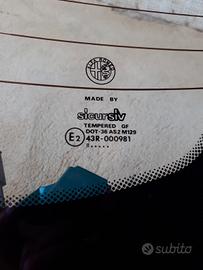 MADE BY
sicursiv
TEMPERED GF
DOT-36 AS2 M129
E2 43R-000981
subito